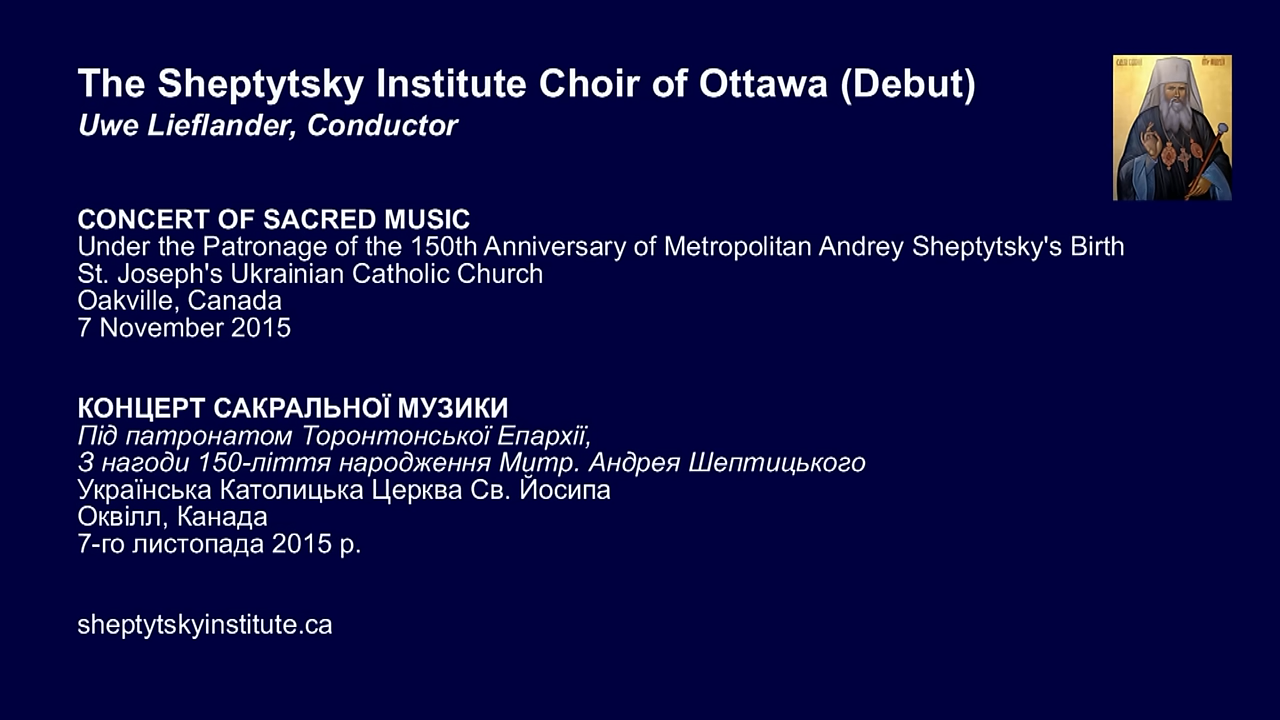 The Sheptytsky Institute Choir of Ottawa (Debut)
Uwe Lieflander, Conductor
CONCERT OF SACRED MUSIC
Under the Patronage of the 150th Anniversary of Metropolitan Andrey Sheptytsky's Birth
St. Joseph's Ukrainian Catholic Church
Oakville, Canada
7 November 2015
КОНЦЕРТ САКРАЛЬНОЇ МУЗИКИ
Під патронатом Торонтонської Епархії,
З нагоди 150-ліття народження Митр. Андрея Шептицького
Українська Католицька Церква Св. Йосипа
Оквілл, Канада
7-го листопада 2015 р.
sheptytskyinstitute.ca